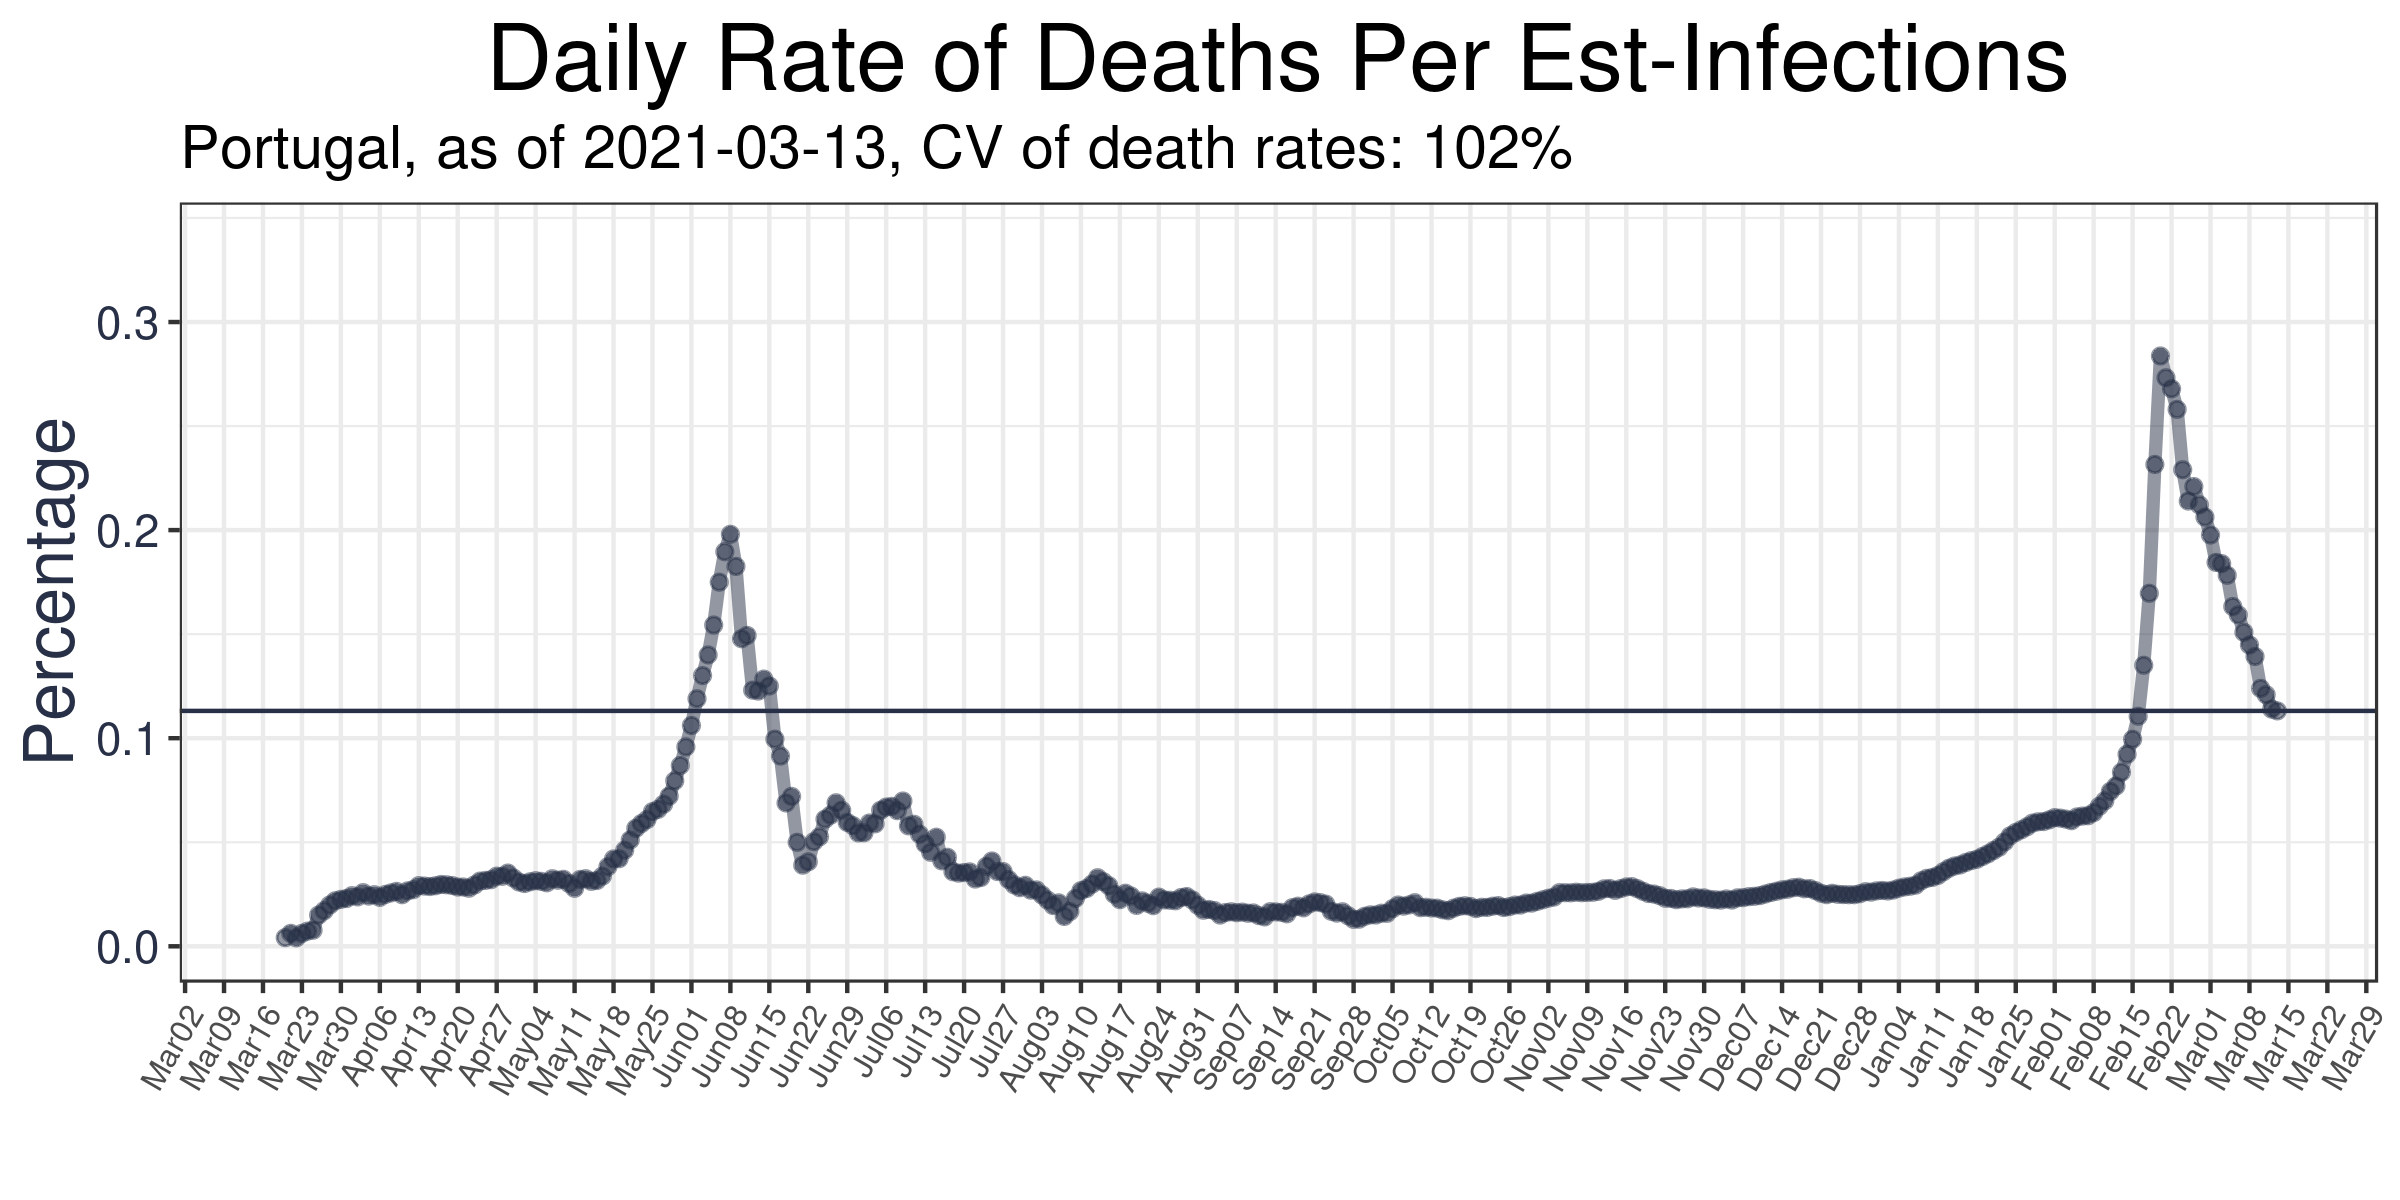 Daily Rate of Deaths Per Est-Infections
Portugal, as of 2021-03-13, CV of death rates: 102%
Percentage
0.3
0.2
0.1
0.0
Mar02
Mar09
Mar16
Mar23
Mar30
Apr06
Apr13
Apr20
Apr27
May04
May11
May18
May25
Jun01
Jun08
Jun15
Jun22
Jun29
Jul06
Jul13
Jul20
Jul27
Aug03
Aug10
Aug17
Aug24
Aug31
Sep07
Sep14
Sep21
Sep28
Oct05
Oct12
Oct19
Oct26
Nov02
Nov09
Nov16
Nov23
Nov30
Dec07
Dec14
Dec21
Dec28
Jan04
Jan11
Jan18
Jan25
Feb01
Feb08
Feb15
Feb22
Mar01
Mar08
Mar15
Mar22
Mar29